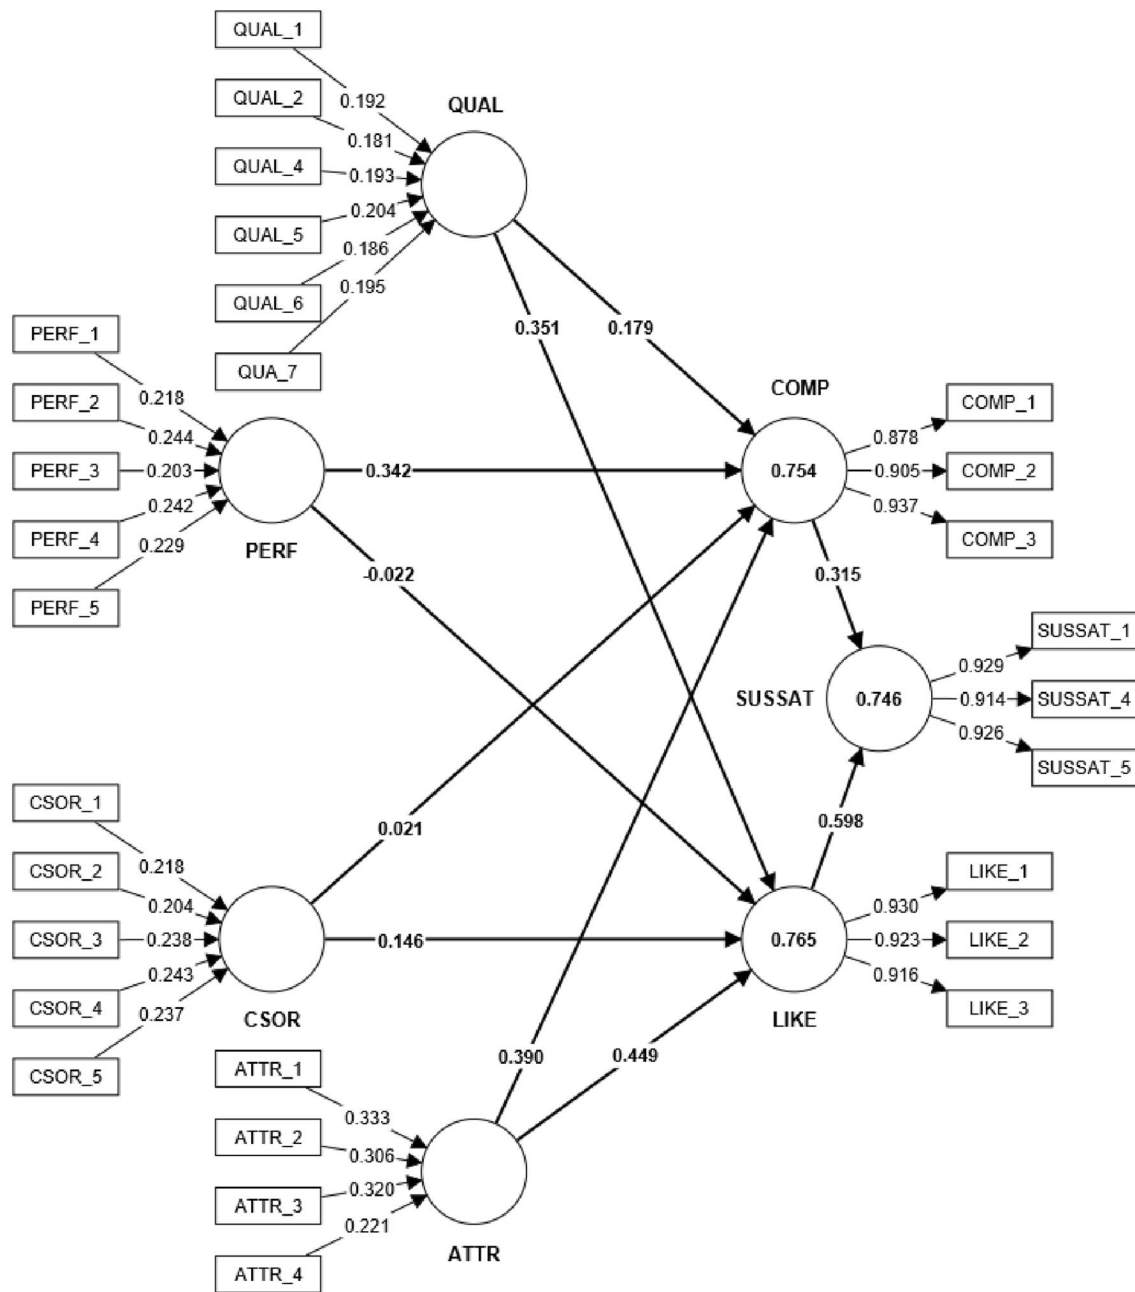 QUAL_1
QUAL_2
QUAL_4
QUAL_5
QUAL_6
QUA_7
0.192
0.181
0.193
0.204
0.186
0.195
QUAL
PERF_1
PERF_2
PERF_3
PERF_4
PERF_5
0.218
0.244
0.203
0.242
0.229
PERF
0.351
0.179
0.342
-0.022
COMP
0.754
0.878
0.905
0.937
COMP_1
COMP_2
COMP_3
0.315
SUSSAT
0.746
0.929
0.914
0.926
SUSSAT_1
SUSSAT_4
SUSSAT_5
0.598
CSOR_1
CSOR_2
CSOR_3
CSOR_4
CSOR_5
0.218
0.204
0.238
0.243
0.237
CSOR
0.021
0.146
0.390
0.449
0.765
LIKE
0.930
0.923
0.916
LIKE_1
LIKE_2
LIKE_3
ATTR_1
ATTR_2
ATTR_3
ATTR_4
0.333
0.306
0.320
0.221
ATTR